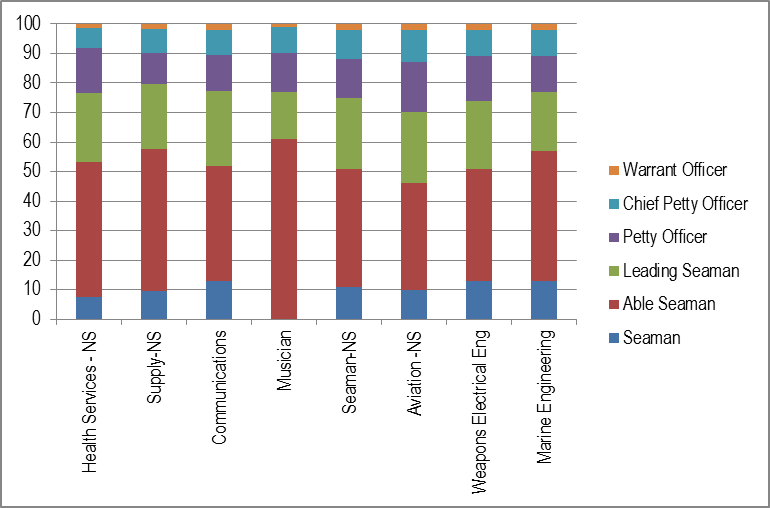 100
90
80
70
60
50
40
30
20
10
0
Health Services - NS
Supply-NS
Communications
Musician
Seaman-NS
Aviation -NS
Weapons Electrical Eng
Marine Engineering
Warrant Officer
Chief Petty Officer
Petty Officer
Leading Seaman
Able Seaman
Seaman